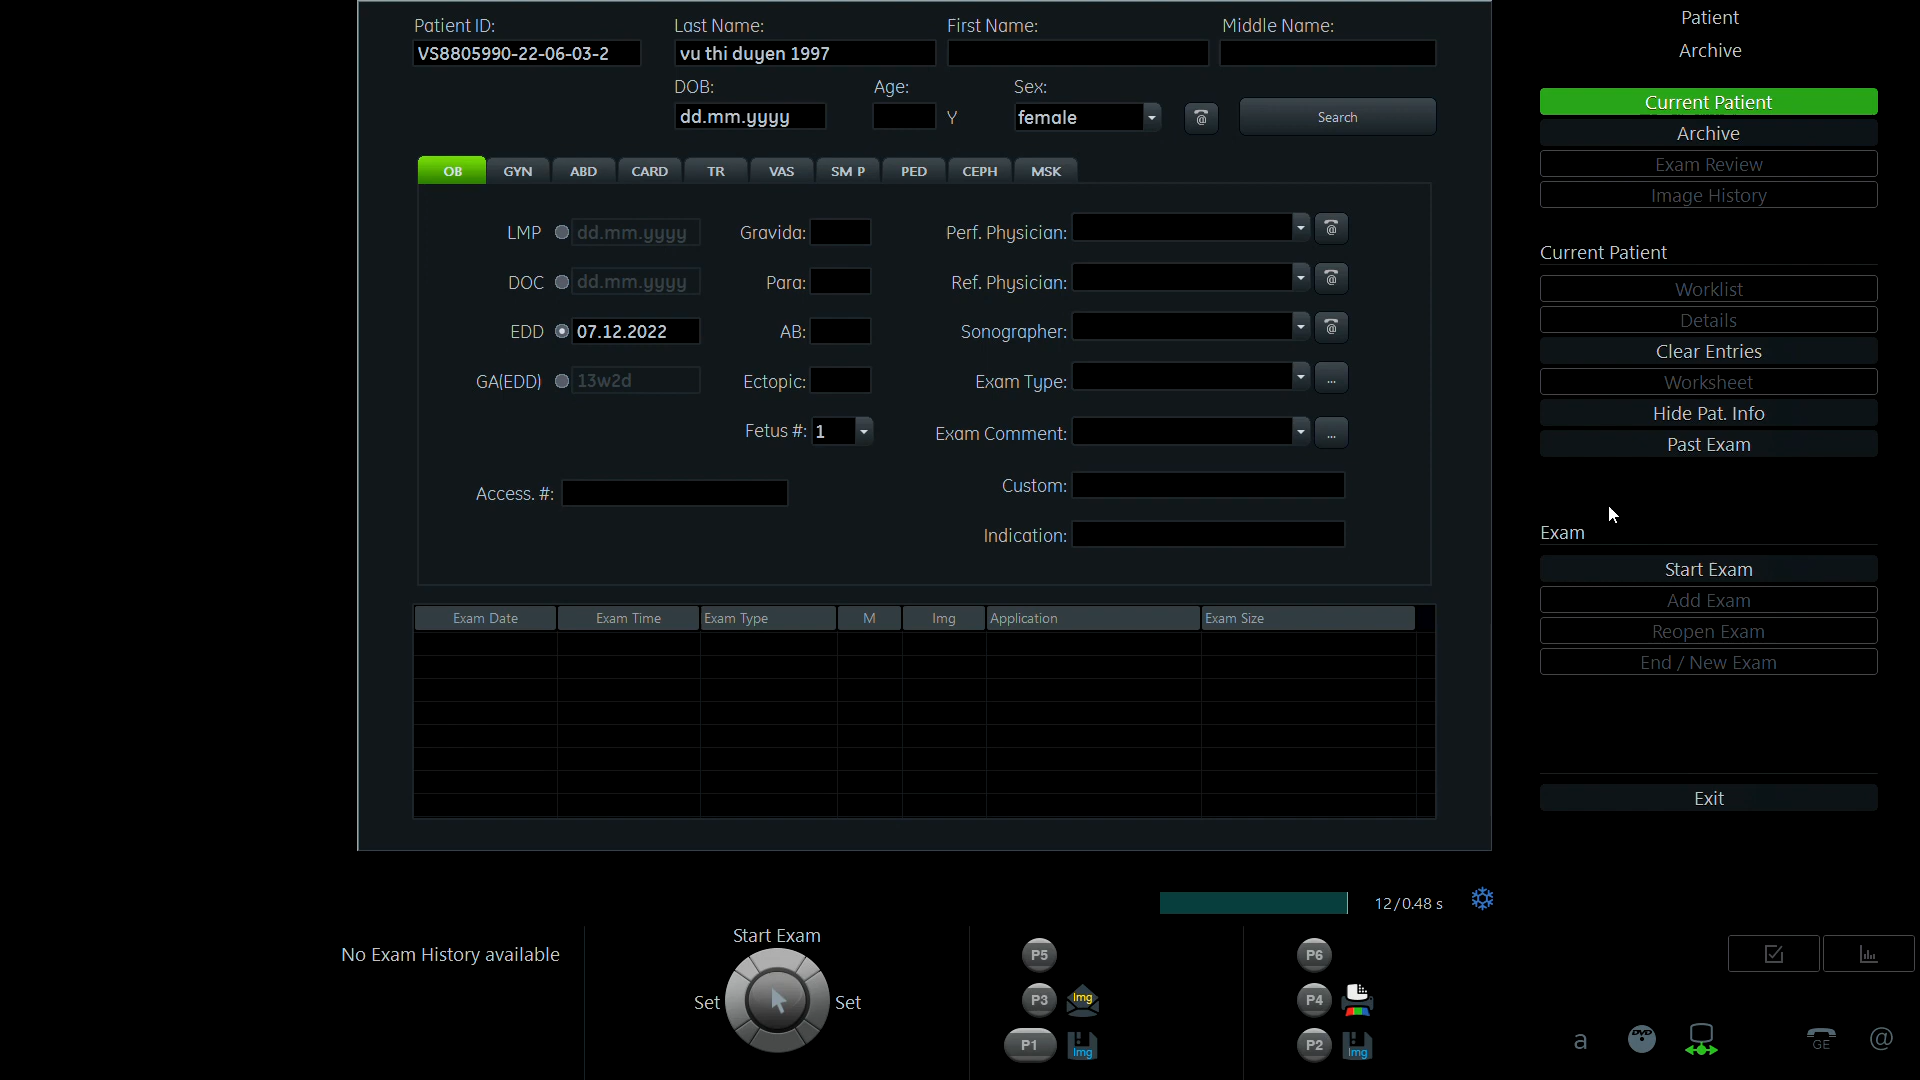 Patient ID: Last Name: First Name: Middle Name:
VS8805990-22-06-03-2 vu thi duyen 1997
DOB: Age: Sex:
dd.mm.yyyy Y female @ Search
OB GYN ABD CARD TR VAS SM P PED CEPH MSK
LMP dd.mm.yyyy Gravida: Perf. Physician: @
DOC dd.mm.yyyy Para: Ref. Physician: @
EDD 07.12.2022 AB: Sonographer: @
GA(EDD) 13w2d Ectopic: Exam Type: ...
Fetus #: 1 Exam Comment: ...
Access. #: Custom:
Indication:
Exam Date Exam Time Exam Type M Img Application Exam Size
Patient
Archive
Current Patient
Archive
Exam Review
Image History
Current Patient
Worklist
Details
Clear Entries
Worksheet
Hide Pat. Info
Past Exam
Exam
Start Exam
Add Exam
Reopen Exam
End / New Exam
Exit
12/0.48 s
No Exam History available
Start Exam
Set Set
P5
P3 Img
P1 Img
P6
P4
P2 Img
a DVD GE @